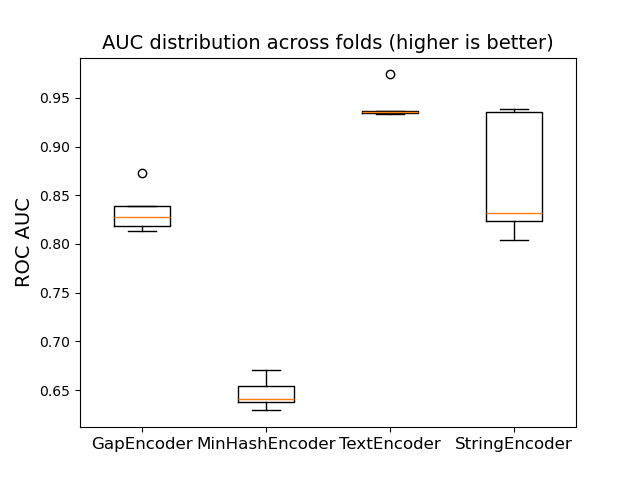 AUC distribution across folds (higher is better)
ROC AUC
0.95
0.90
0.85
0.80
0.75
0.70
0.65
GapEncoder MinHashEncoder TextEncoder StringEncoder